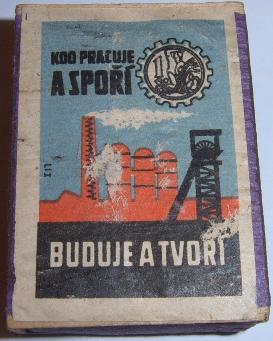 KDO PRACUJE
A SPOŘÍ
BUDUJE A TVOŘÍ